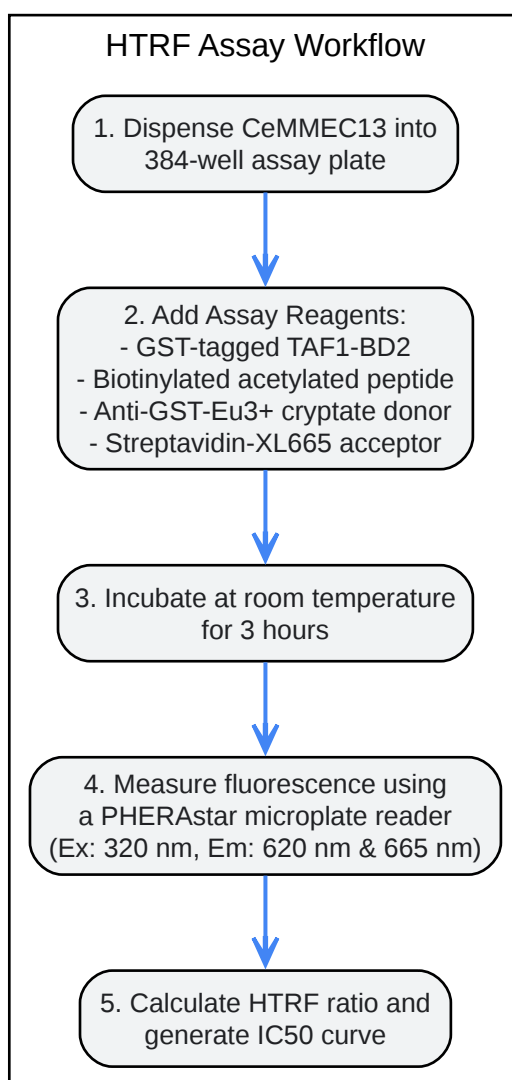 HTRF Assay Workflow
1. Dispense CeMMEC13 into
384-well assay plate
2. Add Assay Reagents:
- GST-tagged TAF1-BD2
- Biotinylated acetylated peptide
- Anti-GST-Eu3+ cryptate donor
- Streptavidin-XL665 acceptor
3. Incubate at room temperature
for 3 hours
4. Measure fluorescence using
a PHERAstar microplate reader
(Ex: 320 nm, Em: 620 nm & 665 nm)
5. Calculate HTRF ratio and
generate IC50 curve